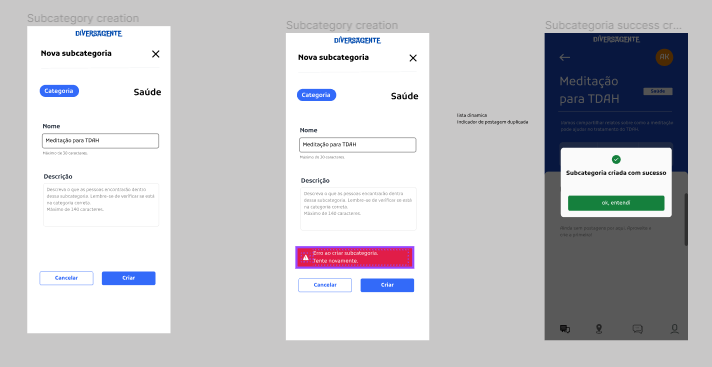 Subcategory creation
DIVERSAGENTE
Nova subcategoria
Categoria
Saúde
Nome
Meditação para TDAH
Máximo de 30 caracteres.
Descrição
Descreva o que as pessoas encontrarão dentro
dessa subcategoria. Lembre-se de verificar se está
na categoria correta.
Máximo de 140 caracteres.
Cancelar
Criar
Subcategory creation
DIVERSAGENTE
Nova subcategoria
Categoria
Saúde
Nome
Meditação para TDAH
Máximo de 30 caracteres.
Descrição
Descreva o que as pessoas encontrarão dentro
dessa subcategoria. Lembre-se de verificar se está
na categoria correta.
Máximo de 140 caracteres.
Erro ao criar subcategoria.
Tente novamente.
Cancelar
Criar
lista dinamica
Indicador de postagem duplicada
Subcategoria success cr...
DIVERSAGENTE
Meditação
para TDAH
Saúde
Subcategoria criada com sucesso
ok, entendi